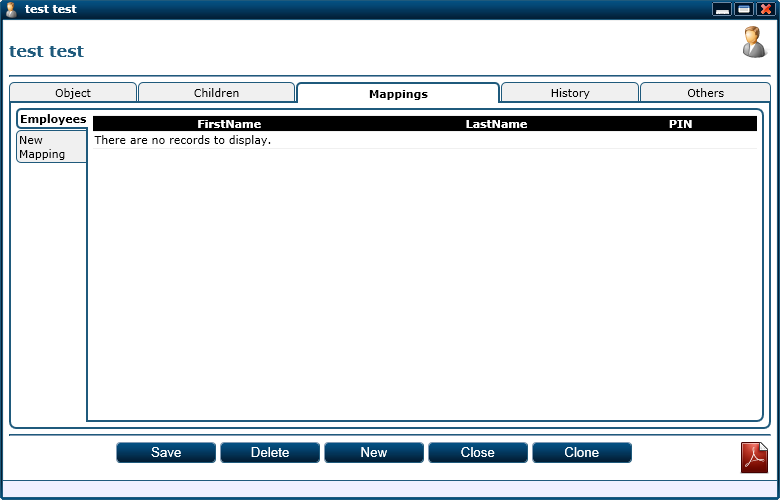 test test
test test
Object Children Mappings History Others
Employees
New
Mapping
FirstName LastName PIN
There are no records to display.
Save Delete New Close Clone